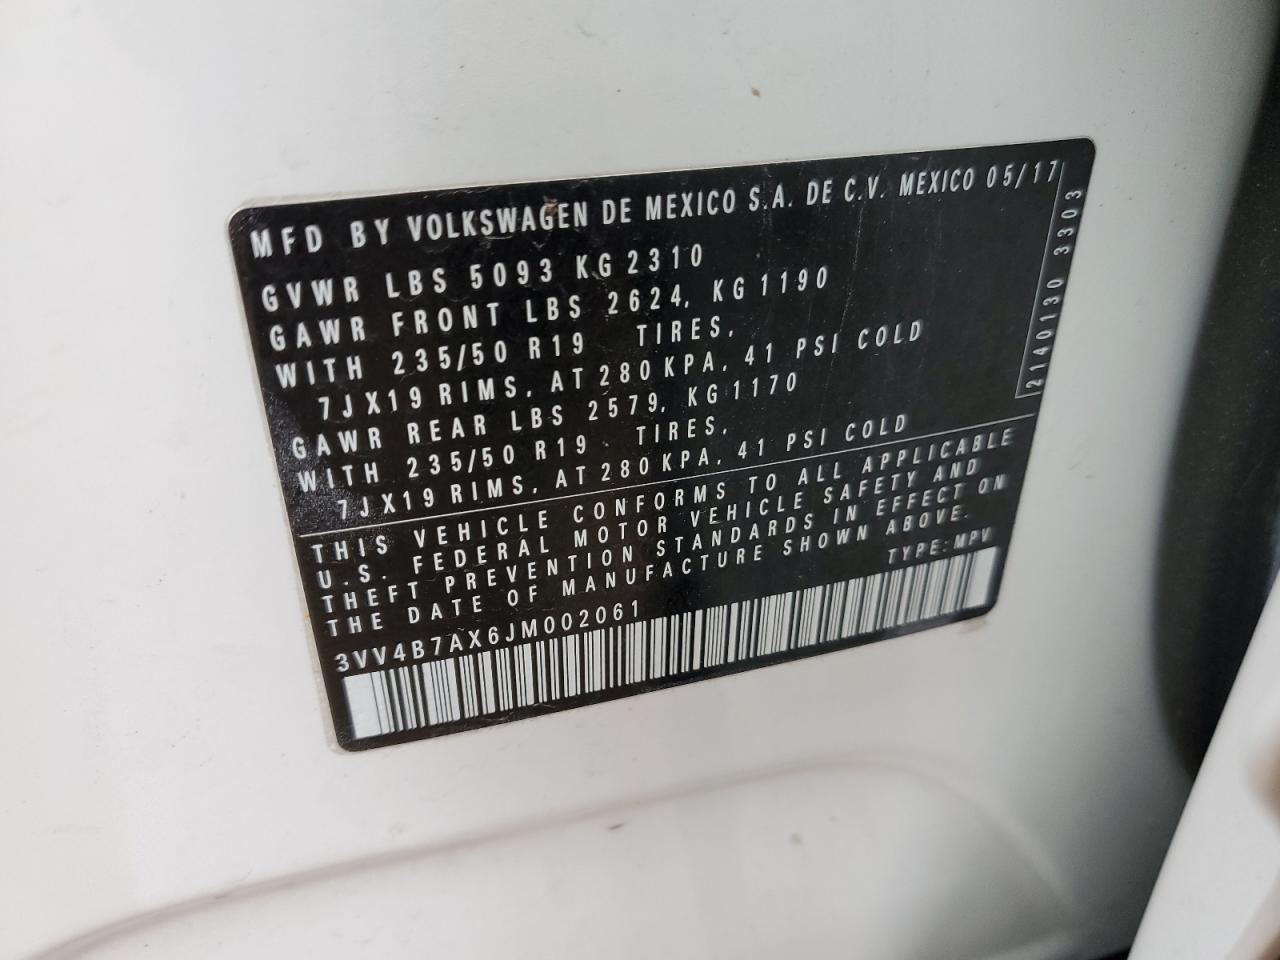 MFD BY VOLKSWAGEN DE MEXICO S.A. DE C.V. MEXICO 05/17
GVWR LBS 5093 KG 2310
GAWR FRONT LBS 2624, KG 1190
WITH 235/50 R19 TIRES,
7JX19 RIMS, AT 280 KPA, 41 PSI COLD
GAWR REAR LBS 2579, KG 1170
WITH 235/50 R19 TIRES,
7JX19 RIMS, AT 280 KPA, 41 PSI COLD
2140130 3303
THIS VEHICLE CONFORMS TO ALL APPLICABLE
U.S. FEDERAL MOTOR VEHICLE SAFETY AND
THEFT PREVENTION STANDARDS IN EFFECT ON
THE DATE OF MANUFACTURE SHOWN ABOVE.
3VV4B7AX6JM002061 TYPE: MPV